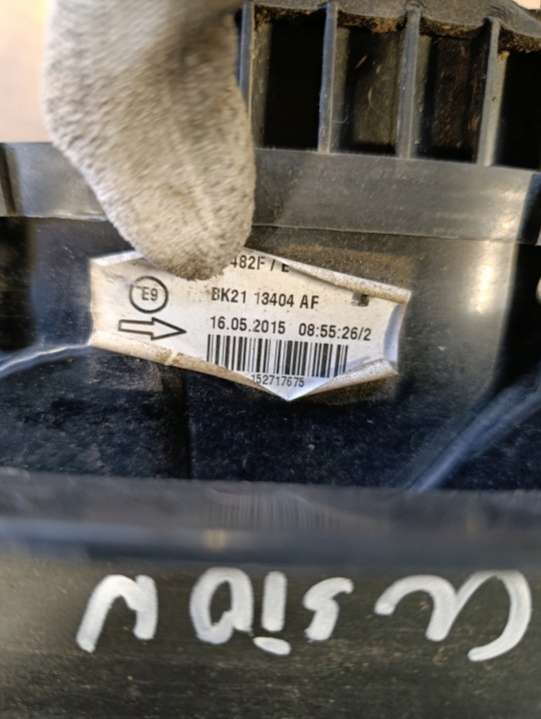 482F / E
E9
BK21 13404 AF
16.05.2015 08:55:26/2
152717675